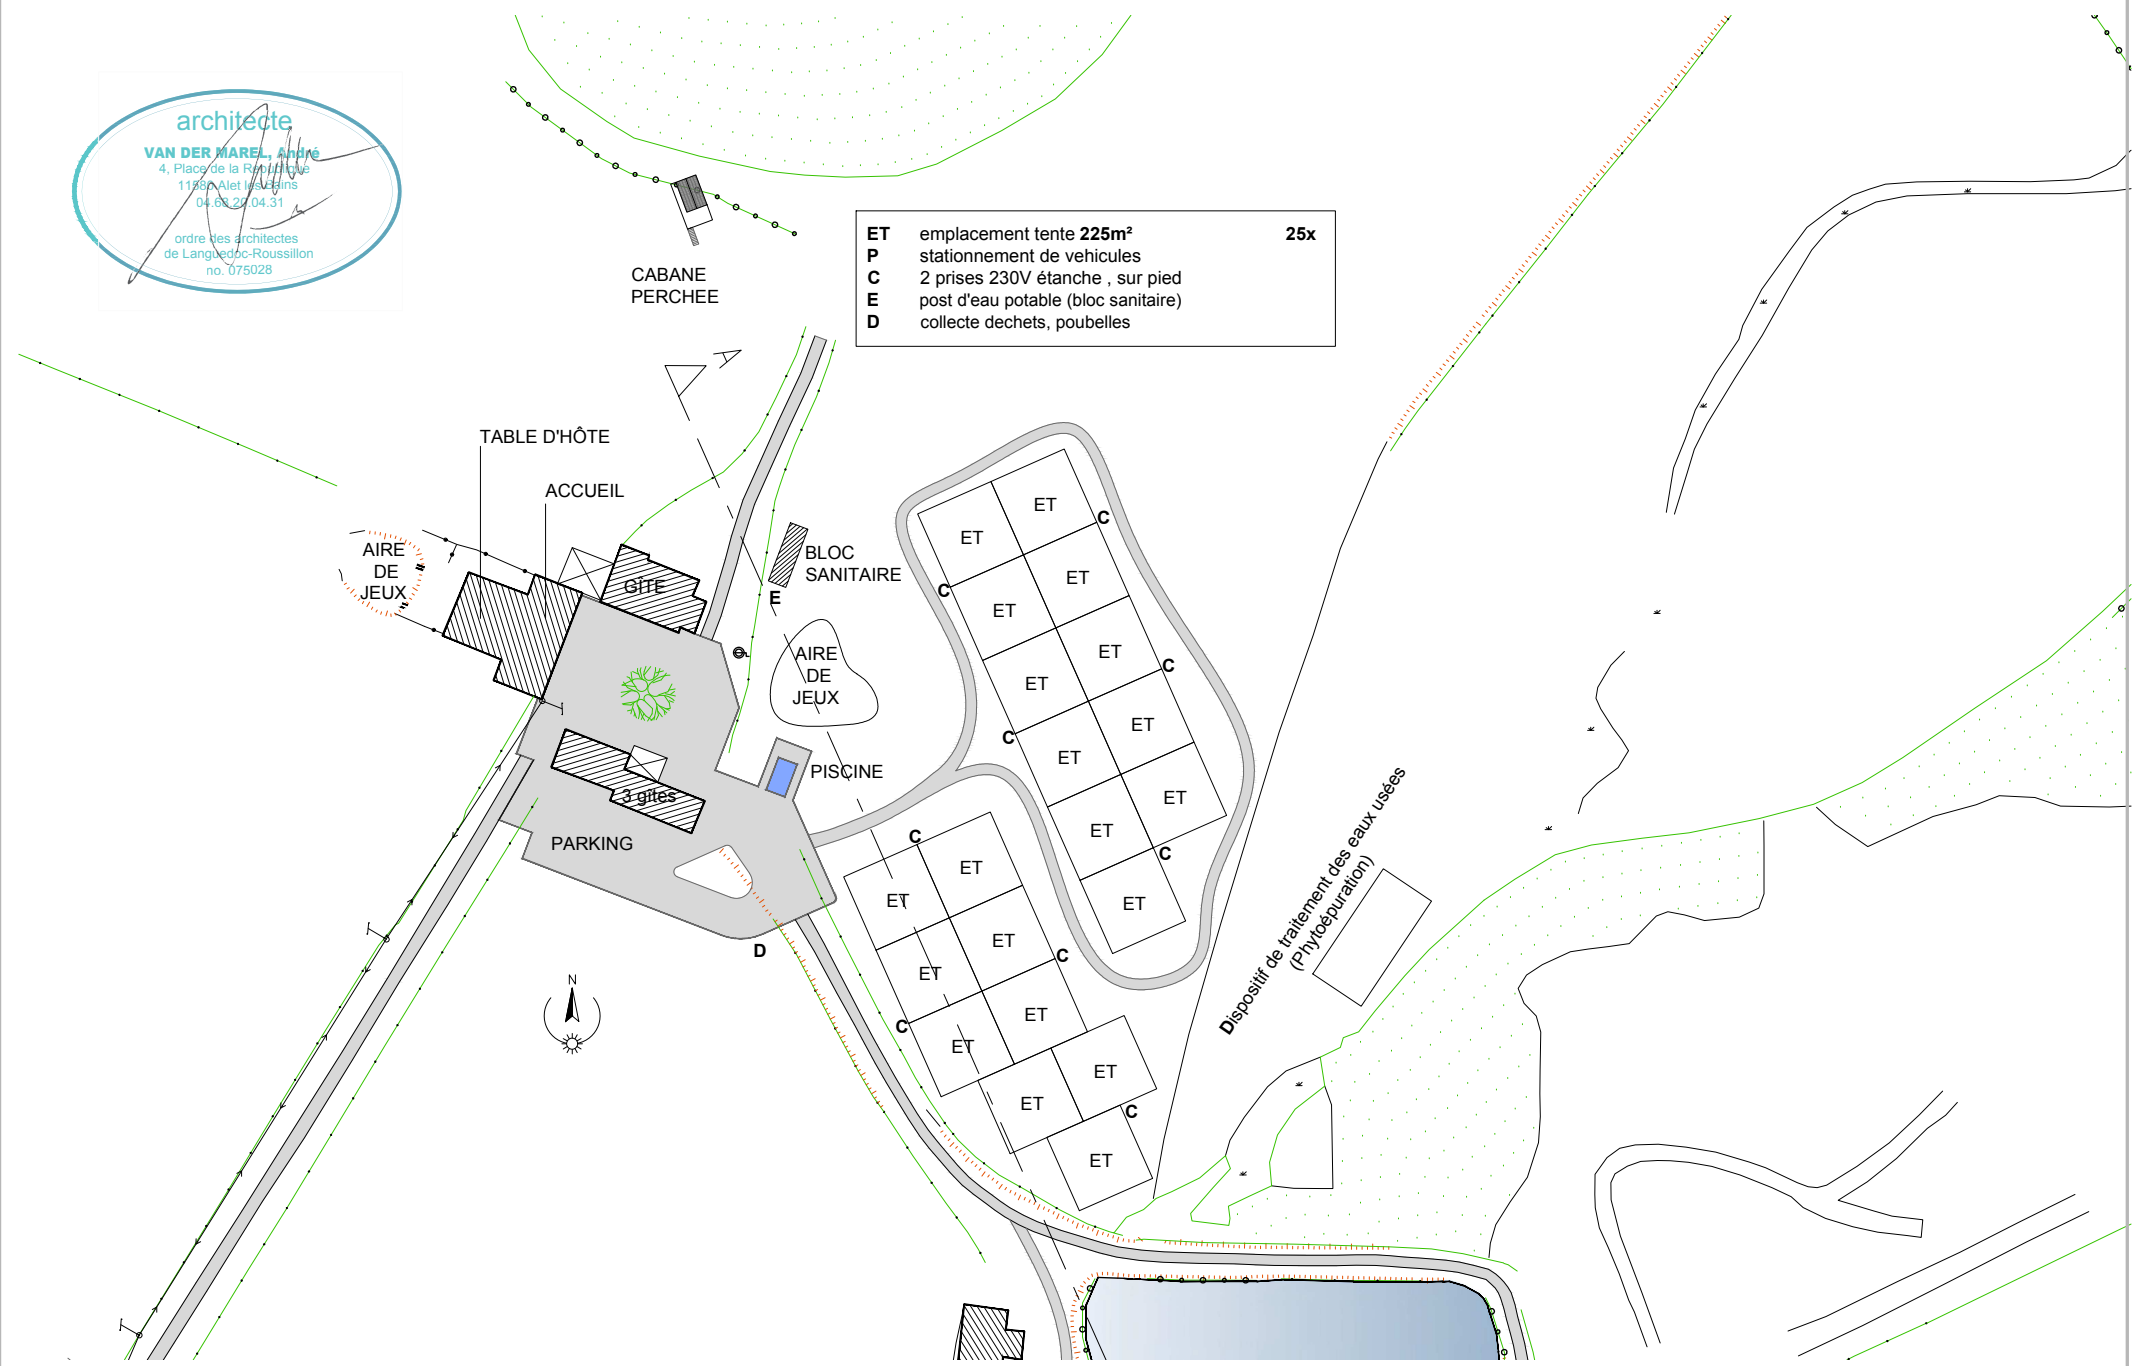 architecte
VAN DER MAREL, André
4, Place de la République
11580 Alet les Bains
04.68.20.04.31
ordre des architectes
de Languedoc-Roussillon
no. 075028
CABANE
PERCHEE
ET emplacement tente 225m² 25x
P stationnement de vehicules
C 2 prises 230V étanche , sur pied
E post d'eau potable (bloc sanitaire)
D collecte dechets, poubelles
A
TABLE D'HÔTE
ACCUEIL
AIRE
DE
JEUX
GÎTE
BLOC
SANITAIRE
E
AIRE
DE
JEUX
PISCINE
3 gîtes
PARKING
D
N
ET
ET
C
ET
C
ET
ET
C
ET
ET
C
ET
ET
ET
C
ET
C
ET
ET
ET
C
ET
ET
C
ET
ET
ET
C
ET
ET
Dispositif de traitement des eaux usées
(Phytoépuration)